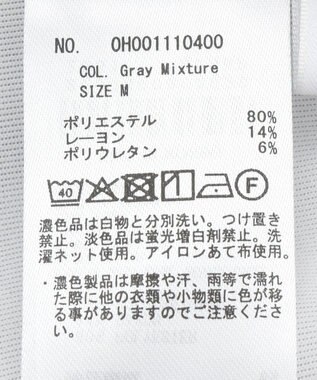 NO. OH001110400
COL. Gray Mixture
SIZE M
ポリエステル 80%
レーヨン 14%
ポリウレタン 6%
40 F
濃色品は白物と分別洗い。つけ置き
禁止。淡色品は蛍光増白剤禁止。洗
濯ネット使用。アイロンあて布使用。
・濃色製品は摩擦や汗、雨等で濡れ
た際に他の衣類や小物類に色が移
る事がありますのでご注意くださ
い。